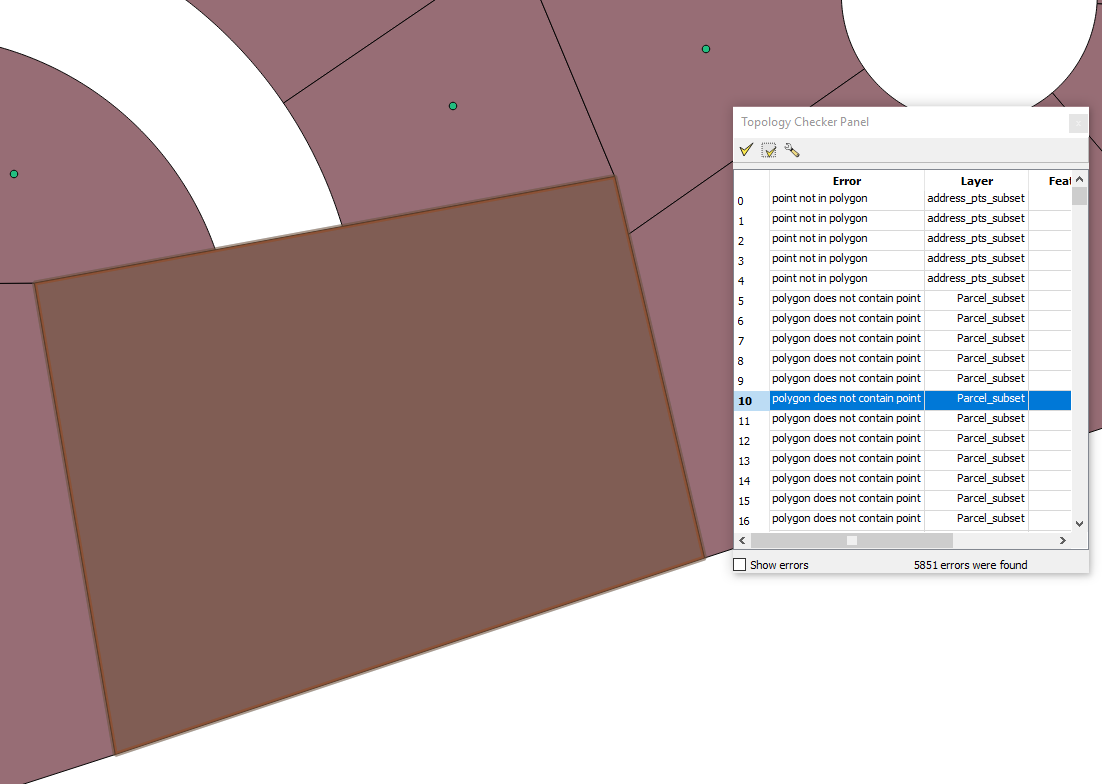 Topology Checker Panel
Error Layer Feat
0 point not in polygon address_pts_subset
1 point not in polygon address_pts_subset
2 point not in polygon address_pts_subset
3 point not in polygon address_pts_subset
4 point not in polygon address_pts_subset
5 polygon does not contain point Parcel_subset
6 polygon does not contain point Parcel_subset
7 polygon does not contain point Parcel_subset
8 polygon does not contain point Parcel_subset
9 polygon does not contain point Parcel_subset
10 polygon does not contain point Parcel_subset
11 polygon does not contain point Parcel_subset
12 polygon does not contain point Parcel_subset
13 polygon does not contain point Parcel_subset
14 polygon does not contain point Parcel_subset
15 polygon does not contain point Parcel_subset
16 polygon does not contain point Parcel_subset
Show errors 5851 errors were found